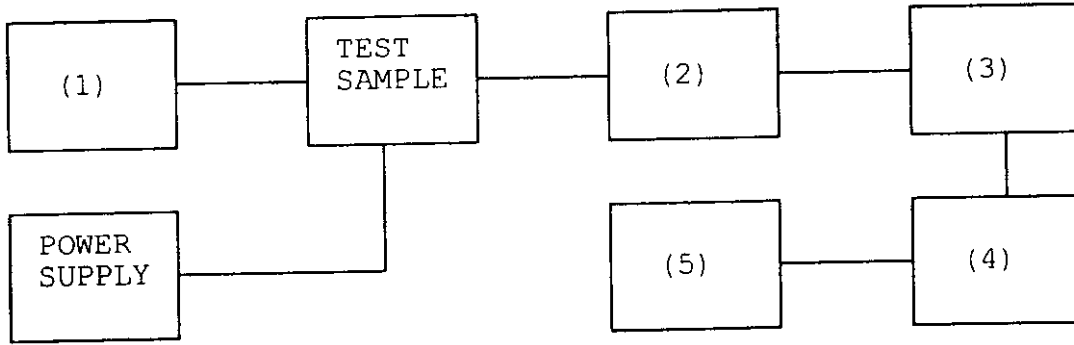 (1)
TEST
SAMPLE
(2)
(3)
POWER
SUPPLY
(5)
(4)